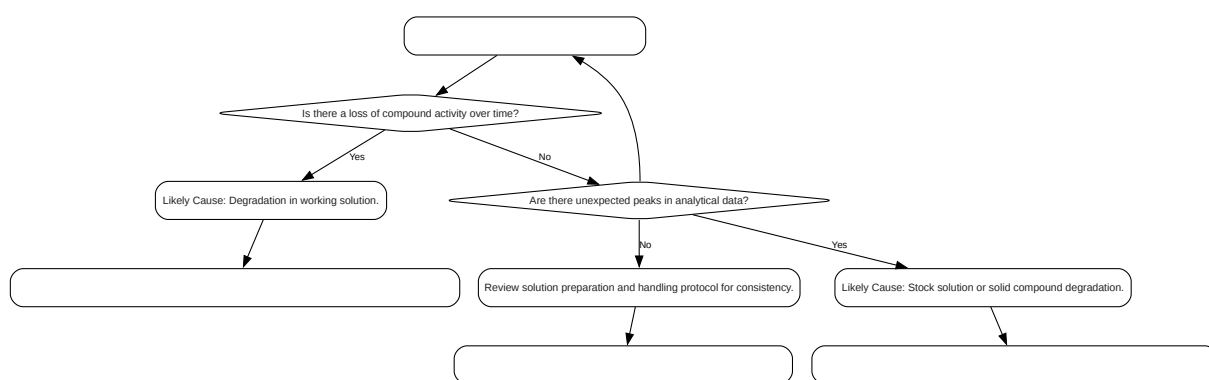 Is there a loss of compound activity over time?
Yes
No
Likely Cause: Degradation in working solution.
Are there unexpected peaks in analytical data?
No
Yes
Review solution preparation and handling protocol for consistency.
Likely Cause: Stock solution or solid compound degradation.